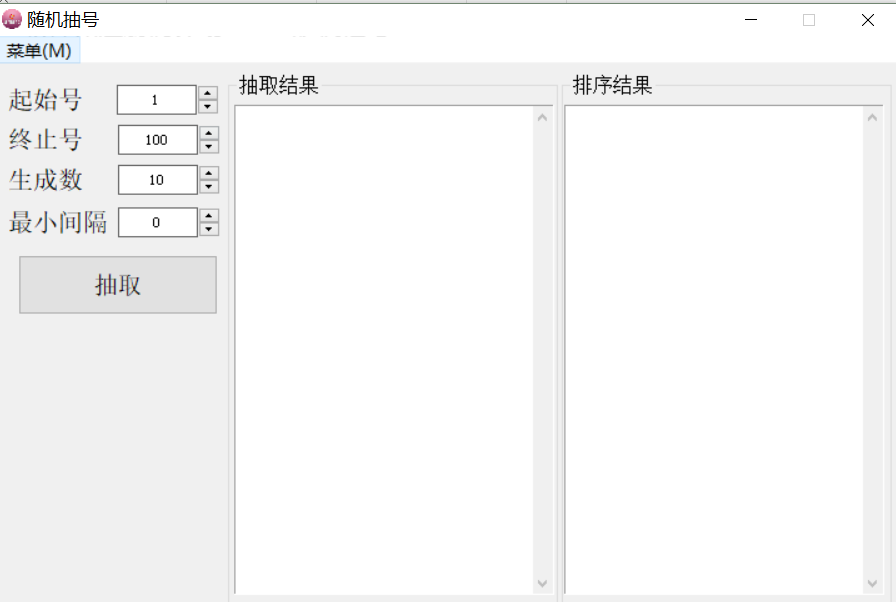 随机抽号
菜单(M)
起始号 1
终止号 100
生成数 10
最小间隔 0
抽取
抽取结果
排序结果